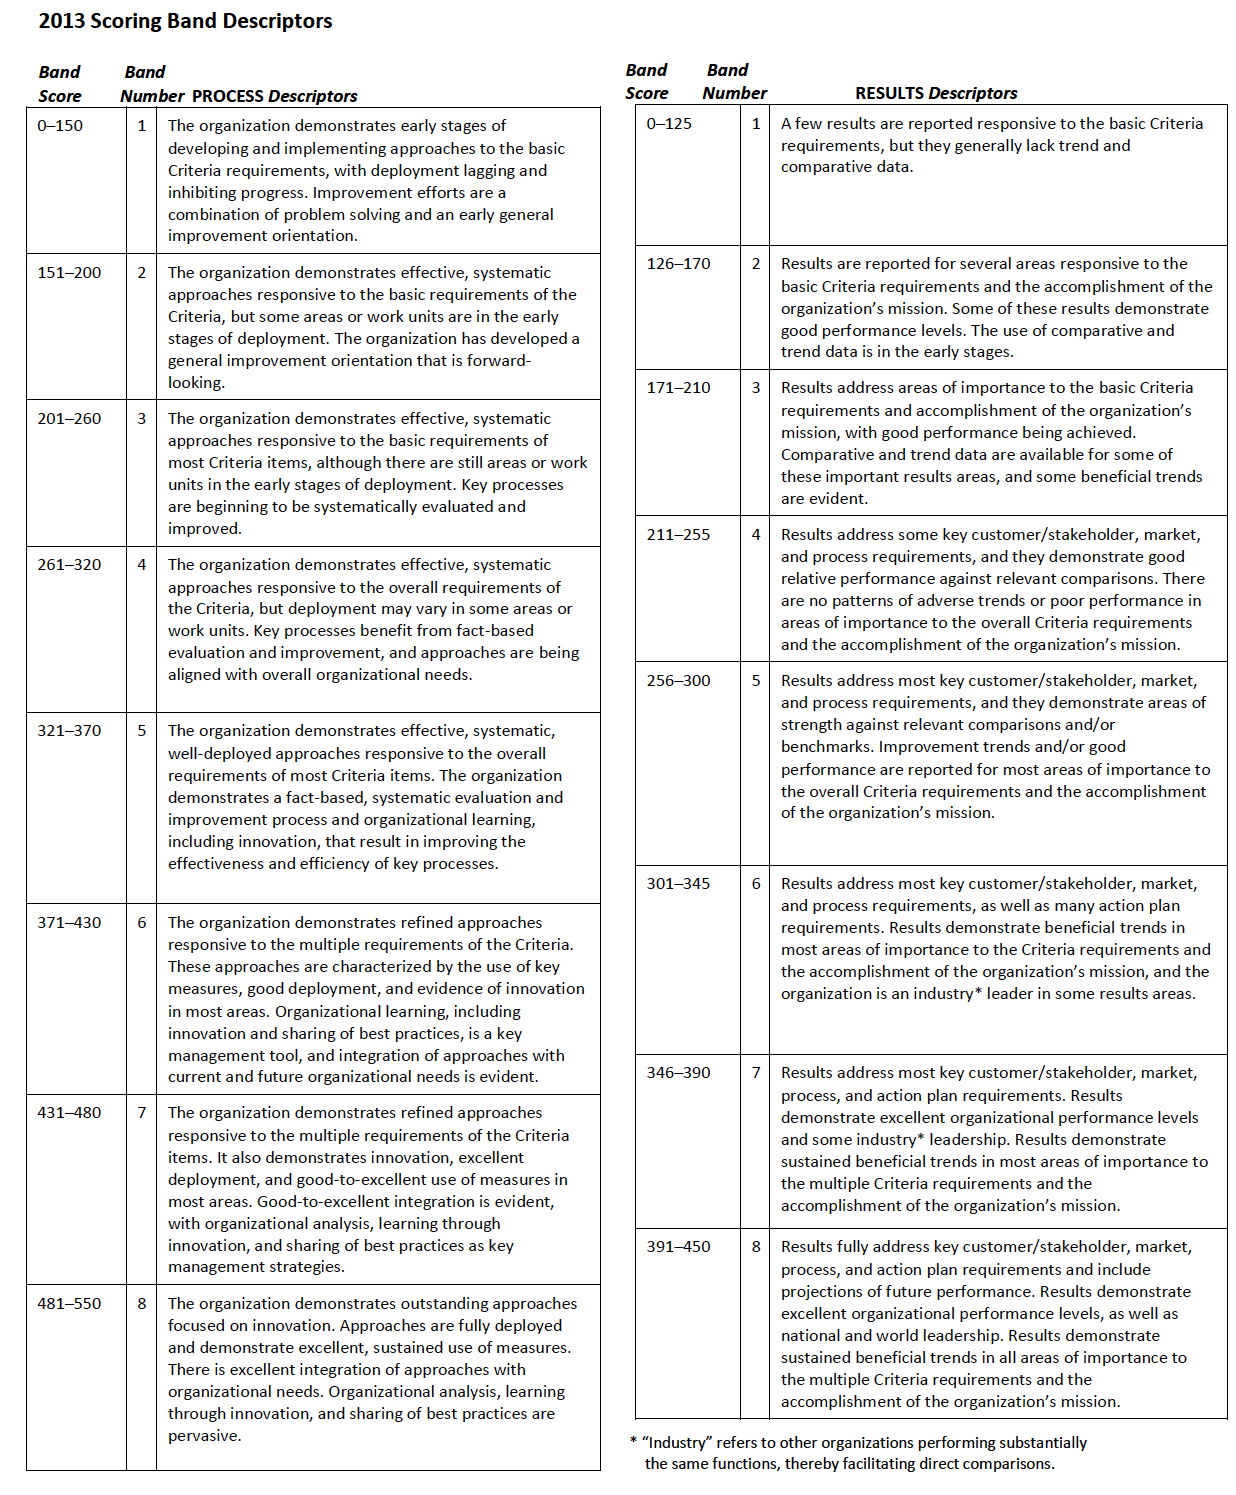 2013 Scoring Band Descriptors
Band Band
Score Number PROCESS Descriptors
0–150 1 The organization demonstrates early stages of
developing and implementing approaches to the basic
Criteria requirements, with deployment lagging and
inhibiting progress. Improvement efforts are a
combination of problem solving and an early general
improvement orientation.
151–200 2 The organization demonstrates effective, systematic
approaches responsive to the basic requirements of the
Criteria, but some areas or work units are in the early
stages of deployment. The organization has developed a
general improvement orientation that is forward-
looking.
201–260 3 The organization demonstrates effective, systematic
approaches responsive to the basic requirements of
most Criteria items, although there are still areas or work
units in the early stages of deployment. Key processes
are beginning to be systematically evaluated and
improved.
261–320 4 The organization demonstrates effective, systematic
approaches responsive to the overall requirements of
the Criteria, but deployment may vary in some areas or
work units. Key processes benefit from fact-based
evaluation and improvement, and approaches are being
aligned with overall organizational needs.
321–370 5 The organization demonstrates effective, systematic,
well-deployed approaches responsive to the overall
requirements of most Criteria items. The organization
demonstrates a fact-based, systematic evaluation and
improvement process and organizational learning,
including innovation, that result in improving the
effectiveness and efficiency of key processes.
371–430 6 The organization demonstrates refined approaches
responsive to the multiple requirements of the Criteria.
These approaches are characterized by the use of key
measures, good deployment, and evidence of innovation
in most areas. Organizational learning, including
innovation and sharing of best practices, is a key
management tool, and integration of approaches with
current and future organizational needs is evident.
431–480 7 The organization demonstrates refined approaches
responsive to the multiple requirements of the Criteria
items. It also demonstrates innovation, excellent
deployment, and good-to-excellent use of measures in
most areas. Good-to-excellent integration is evident,
with organizational analysis, learning through
innovation, and sharing of best practices as key
management strategies.
481–550 8 The organization demonstrates outstanding approaches
focused on innovation. Approaches are fully deployed
and demonstrate excellent, sustained use of measures.
There is excellent integration of approaches with
organizational needs. Organizational analysis, learning
through innovation, and sharing of best practices are
pervasive.
Band Band
Score Number RESULTS Descriptors
0–125 1 A few results are reported responsive to the basic Criteria
requirements, but they generally lack trend and
comparative data.
126–170 2 Results are reported for several areas responsive to the
basic Criteria requirements and the accomplishment of the
organization’s mission. Some of these results demonstrate
good performance levels. The use of comparative and
trend data is in the early stages.
171–210 3 Results address areas of importance to the basic Criteria
requirements and accomplishment of the organization’s
mission, with good performance being achieved.
Comparative and trend data are available for some of
these important results areas, and some beneficial trends
are evident.
211–255 4 Results address some key customer/stakeholder, market,
and process requirements, and they demonstrate good
relative performance against relevant comparisons. There
are no patterns of adverse trends or poor performance in
areas of importance to the overall Criteria requirements
and the accomplishment of the organization’s mission.
256–300 5 Results address most key customer/stakeholder, market,
and process requirements, and they demonstrate areas of
strength against relevant comparisons and/or
benchmarks. Improvement trends and/or good
performance are reported for most areas of importance to
the overall Criteria requirements and the accomplishment
of the organization’s mission.
301–345 6 Results address most key customer/stakeholder, market,
and process requirements, as well as many action plan
requirements. Results demonstrate beneficial trends in
most areas of importance to the Criteria requirements and
the accomplishment of the organization’s mission, and the
organization is an industry* leader in some results areas.
346–390 7 Results address most key customer/stakeholder, market,
process, and action plan requirements. Results
demonstrate excellent organizational performance levels
and some industry* leadership. Results demonstrate
sustained beneficial trends in most areas of importance to
the multiple Criteria requirements and the
accomplishment of the organization’s mission.
391–450 8 Results fully address key customer/stakeholder, market,
process, and action plan requirements and include
projections of future performance. Results demonstrate
excellent organizational performance levels, as well as
national and world leadership. Results demonstrate
sustained beneficial trends in all areas of importance to
the multiple Criteria requirements and the
accomplishment of the organization’s mission.
* “Industry” refers to other organizations performing substantially
the same functions, thereby facilitating direct comparisons.